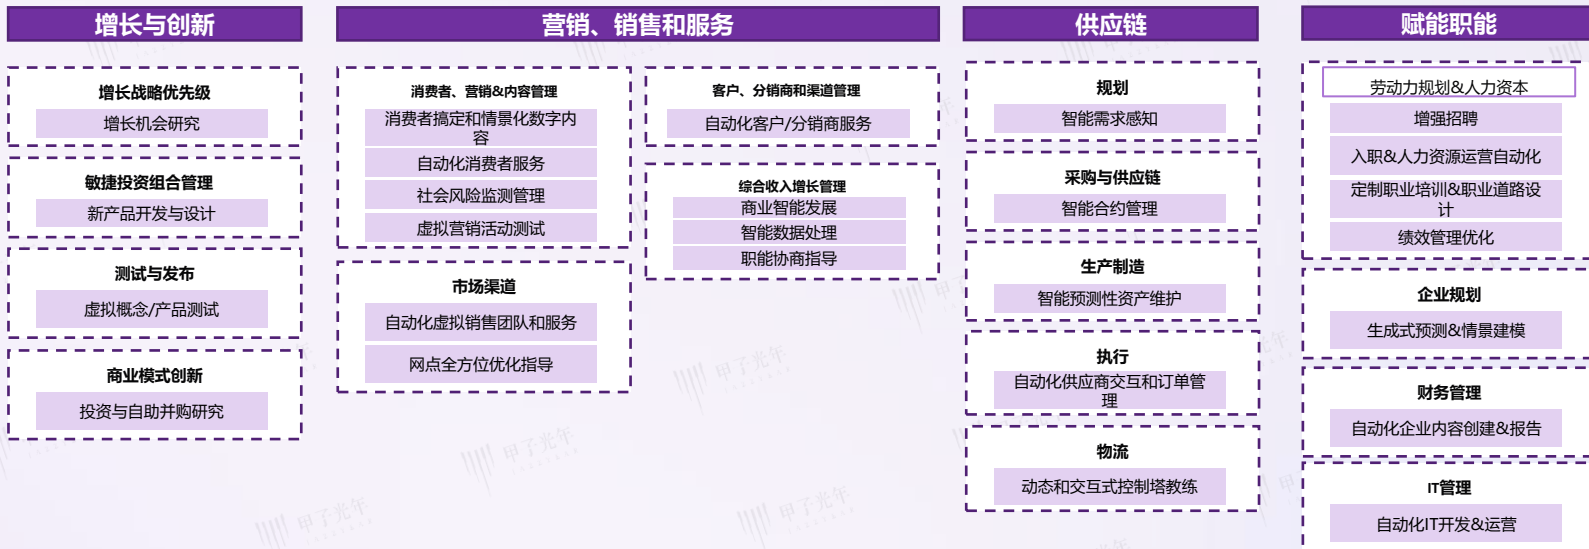 增长与创新
增长战略优先级
增长机会研究
敏捷投资组合管理
新产品开发与设计
测试与发布
虚拟概念/产品测试
商业模式创新
投资与自助并购研究
营销、销售和服务
消费者、营销&内容管理
消费者搞定和情景化数字内
容
自动化消费者服务
社会风险监测管理
虚拟营销活动测试
市场渠道
自动化虚拟销售团队和服务
网点全方位优化指导
客户、分销商和渠道管理
自动化客户/分销商服务
综合收入增长管理
商业智能发展
智能数据处理
职能协商指导
供应链
规划
智能需求感知
采购与供应链
智能合约管理
生产制造
智能预测性资产维护
执行
自动化供应商交互和订单管
理
物流
动态和交互式控制塔教练
赋能职能
劳动力规划&人力资本
增强招聘
入职&人力资源运营自动化
定制职业培训&职业道路设
计
绩效管理优化
企业规划
生成式预测&情景建模
财务管理
自动化企业内容创建&报告
IT管理
自动化IT开发&运营
甲子光年
甲子光年
甲子光年
甲子光年